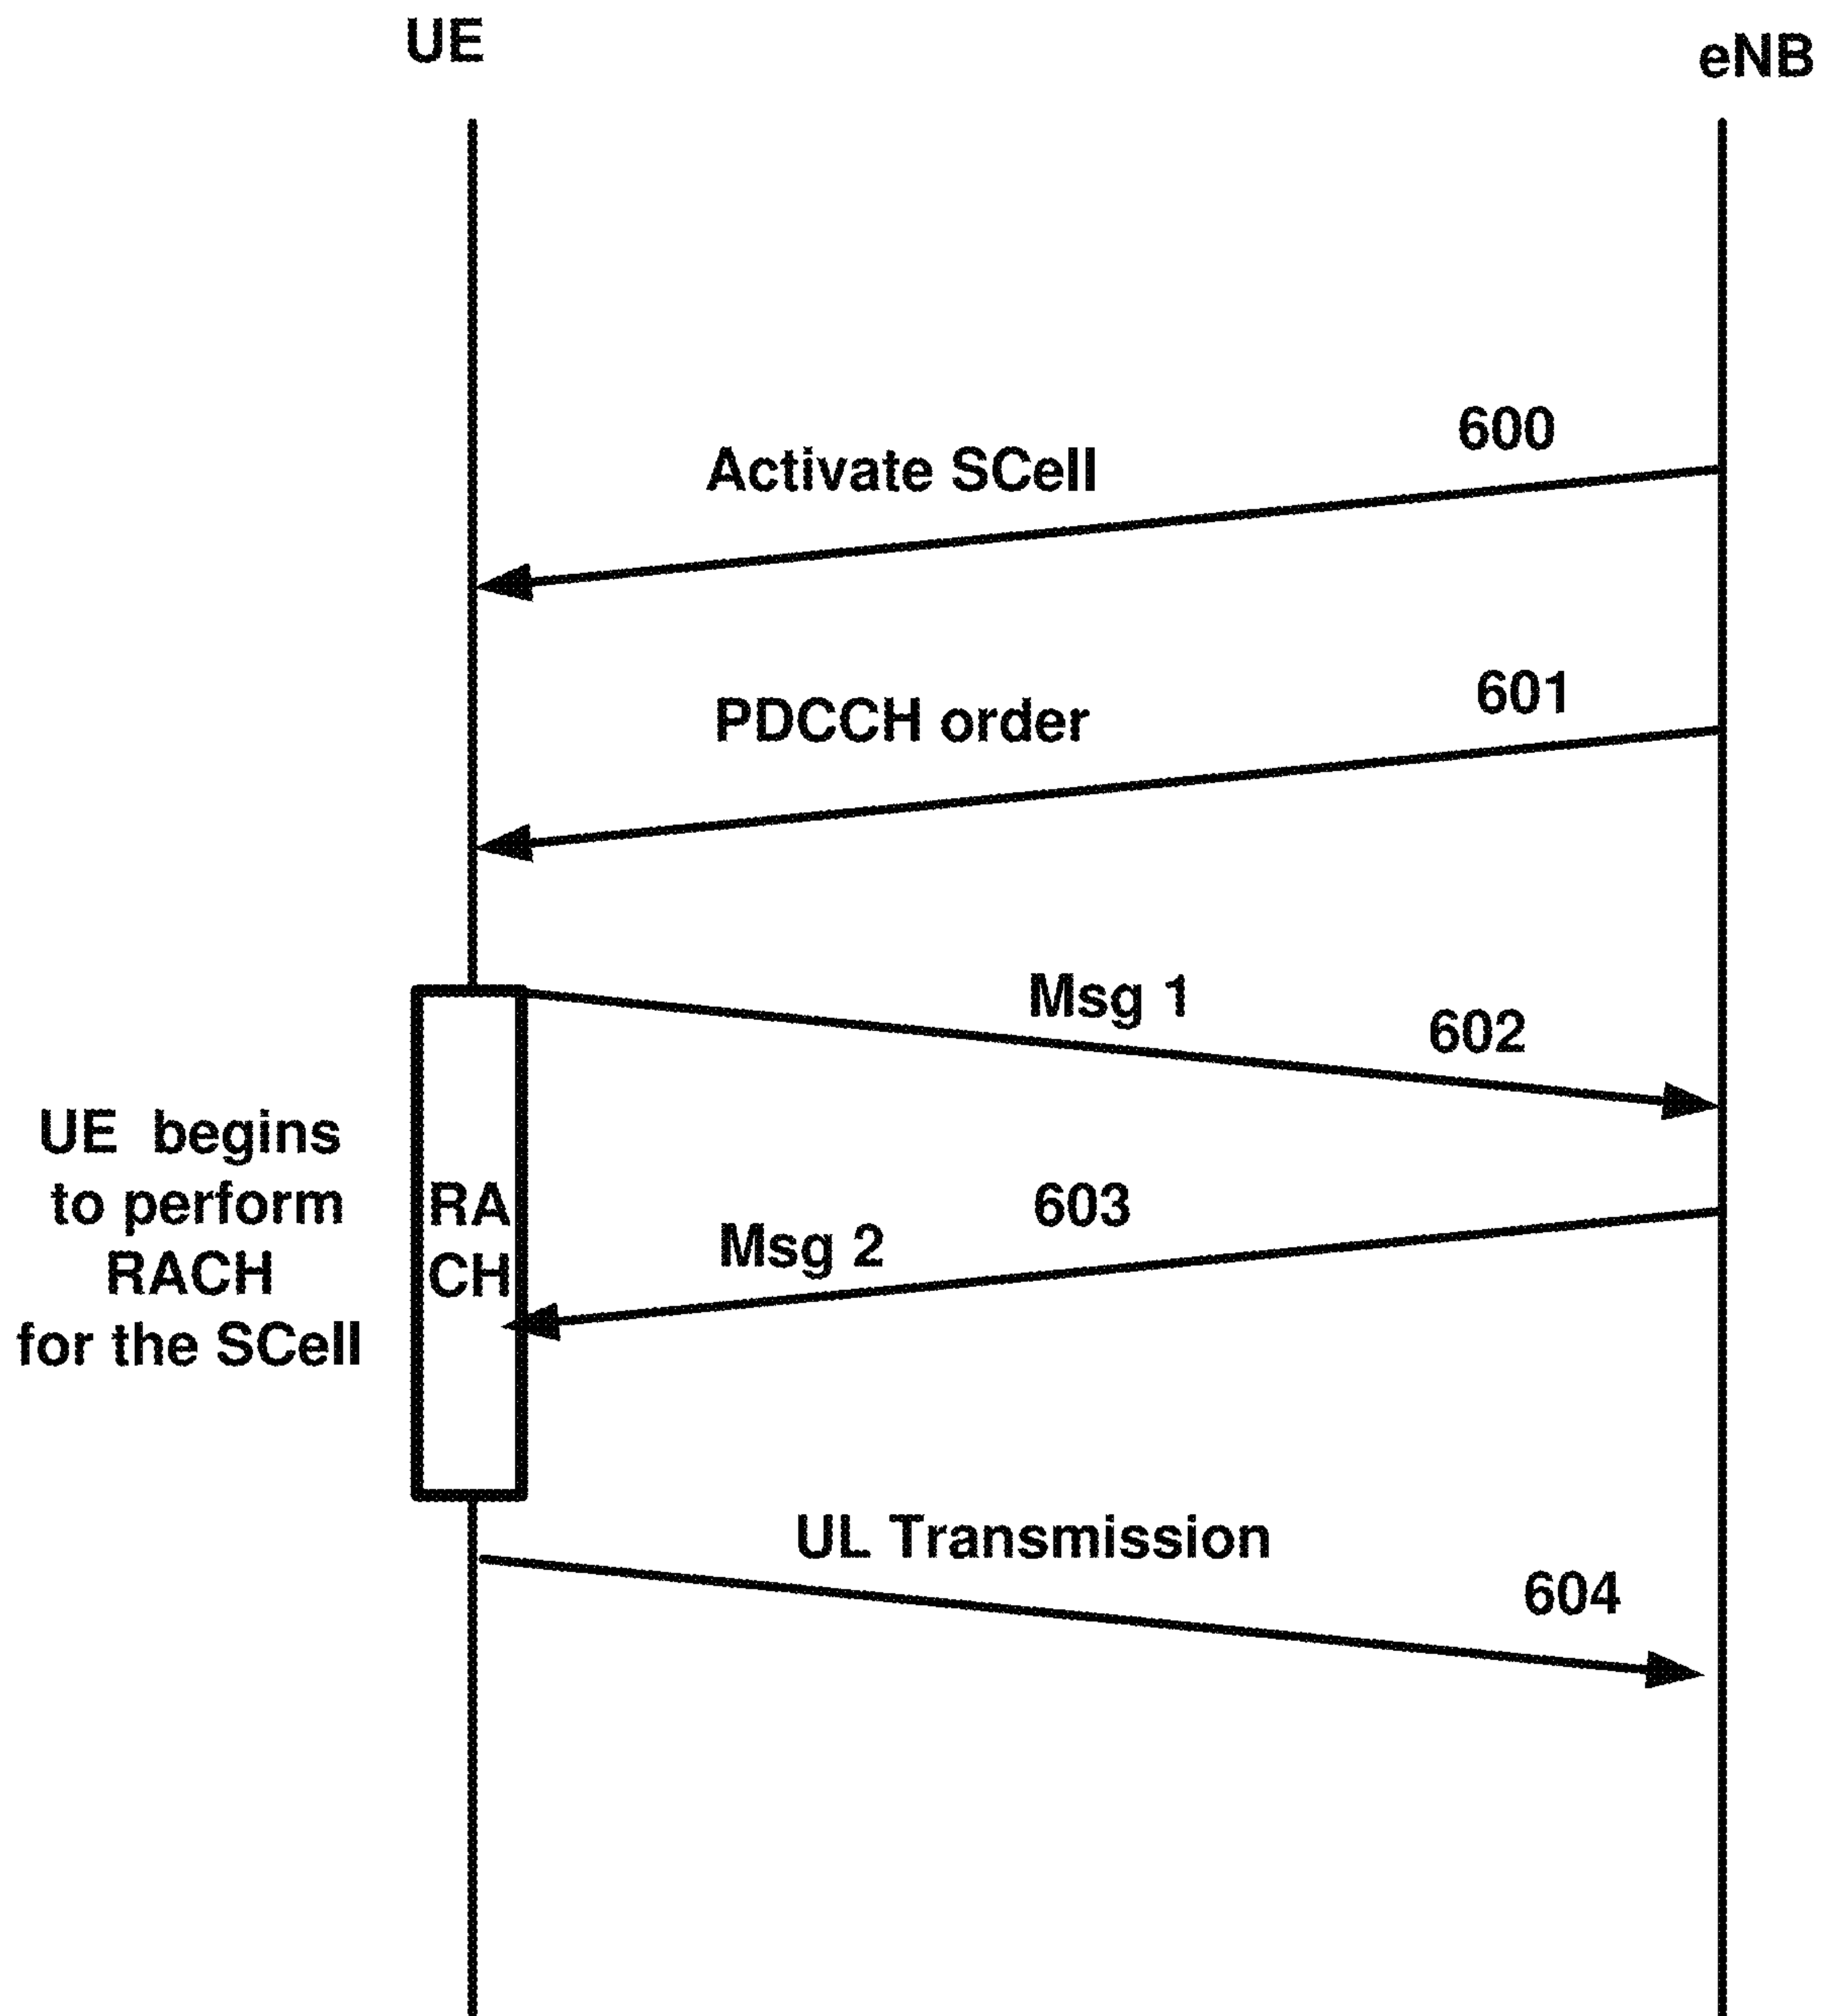 UE
eNB
600
Activate SCell
601
PDCCH order
Msg 1
602
UE begins
to perform
RACH
for the SCell
RA
CH
603
Msg 2
UL Transmission
604